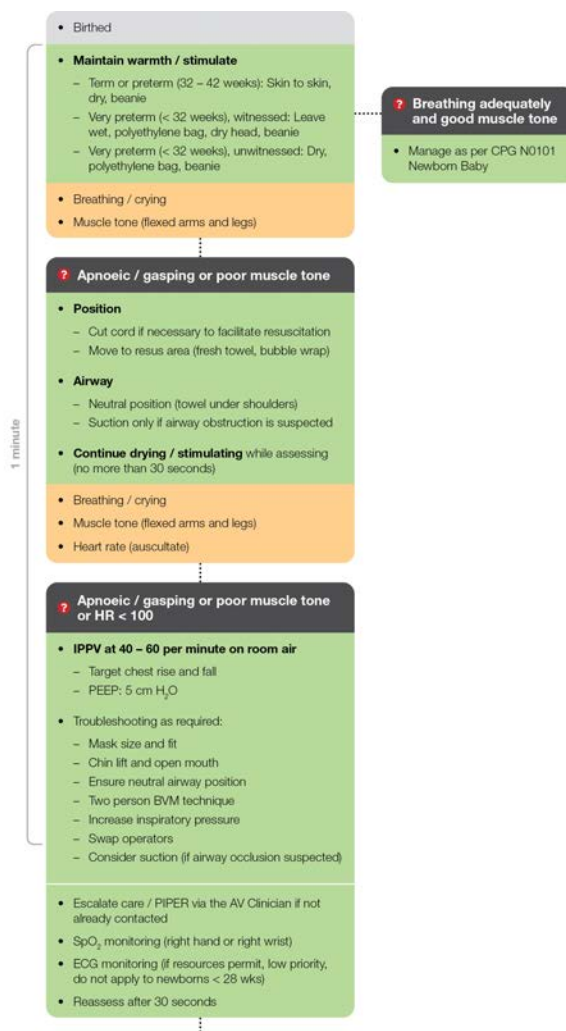 • Birthed
• Maintain warmth / stimulate
– Term or preterm (32 – 42 weeks): Skin to skin,
dry, beanie
– Very preterm (< 32 weeks), witnessed: Leave
wet, polyethylene bag, dry head, beanie
– Very preterm (< 32 weeks), unwitnessed: Dry,
polyethylene bag, beanie
• Breathing / crying
• Muscle tone (flexed arms and legs)
? Breathing adequately
and good muscle tone
• Manage as per CPG N0101
Newborn Baby
? Apnoeic / gasping or poor muscle tone
• Position
– Cut cord if necessary to facilitate resuscitation
– Move to resus area (fresh towel, bubble wrap)
• Airway
– Neutral position (towel under shoulders)
– Suction only if airway obstruction is suspected
• Continue drying / stimulating while assessing
(no more than 30 seconds)
• Breathing / crying
• Muscle tone (flexed arms and legs)
• Heart rate (auscultate)
1 minute
? Apnoeic / gasping or poor muscle tone
or HR < 100
• IPPV at 40 – 60 per minute on room air
– Target chest rise and fall
– PEEP: 5 cm H₂O
• Troubleshooting as required:
– Mask size and fit
– Chin lift and open mouth
– Ensure neutral airway position
– Two person BVM technique
– Increase inspiratory pressure
– Swap operators
– Consider suction (if airway occlusion suspected)
• Escalate care / PIPER via the AV Clinician if not
already contacted
• SpO₂ monitoring (right hand or right wrist)
• ECG monitoring (if resources permit, low priority,
do not apply to newborns < 28 wks)
• Reassess after 30 seconds